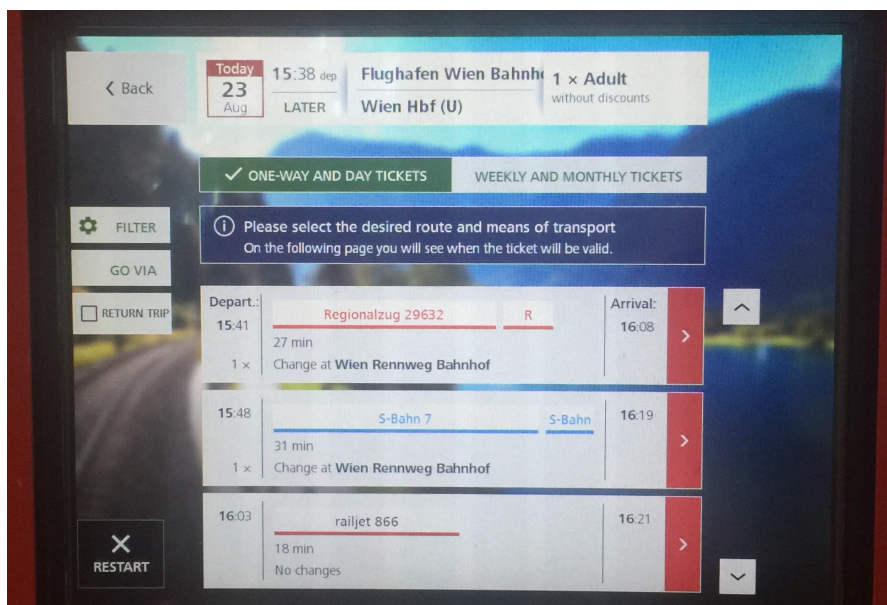 Back
Today
23
Aug
15:38 dep
LATER
Flughafen Wien Bahnh
Wien Hbf (U)
1 × Adult
without discounts
ONE-WAY AND DAY TICKETS
WEEKLY AND MONTHLY TICKETS
FILTER
GO VIA
RETURN TRIP
Please select the desired route and means of transport
On the following page you will see when the ticket will be valid.
Depart.:
15:41
1 ×
Regionalzug 29632
R
27 min
Change at Wien Rennweg Bahnhof
Arrival:
16:08
15:48
1 ×
S-Bahn 7
S-Bahn
31 min
Change at Wien Rennweg Bahnhof
16:19
16:03
railjet 866
18 min
No changes
16:21
RESTART